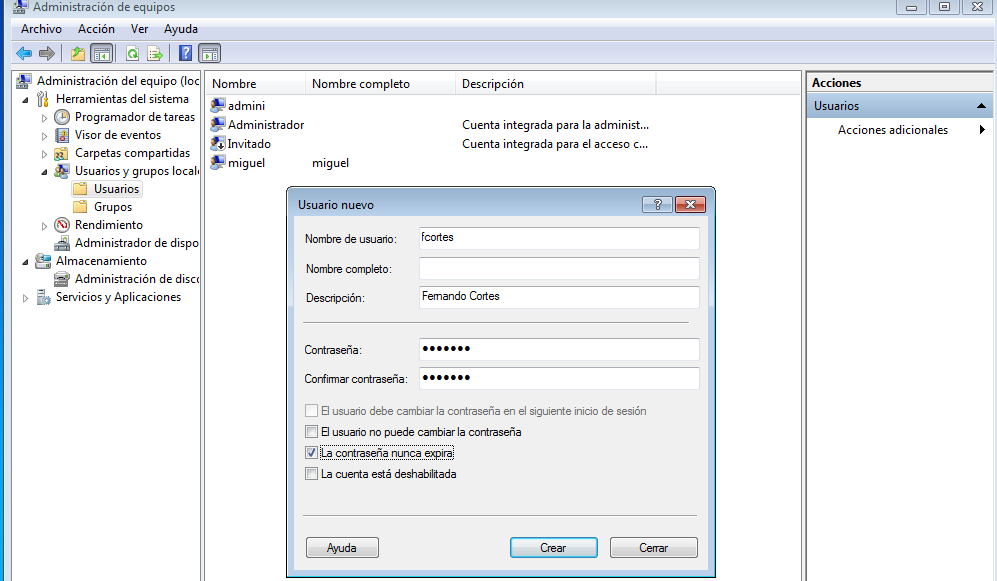 Administración de equipos
Archivo Acción Ver Ayuda
Administración del equipo (loc
Herramientas del sistema
Programador de tareas
Visor de eventos
Carpetas compartidas
Usuarios y grupos locale
Usuarios
Grupos
Rendimiento
Administrador de dispo
Almacenamiento
Administración de disco
Servicios y Aplicaciones
Nombre Nombre completo Descripción
admini
Administrador Cuenta integrada para la administ...
Invitado Cuenta integrada para el acceso c...
miguel miguel
Acciones
Usuarios
Acciones adicionales
Usuario nuevo
Nombre de usuario: fcortes
Nombre completo:
Descripción: Fernando Cortes
Contraseña: •••••••
Confirmar contraseña: •••••••
El usuario debe cambiar la contraseña en el siguiente inicio de sesión
El usuario no puede cambiar la contraseña
La contraseña nunca expira
La cuenta está deshabilitada
Ayuda Crear Cerrar